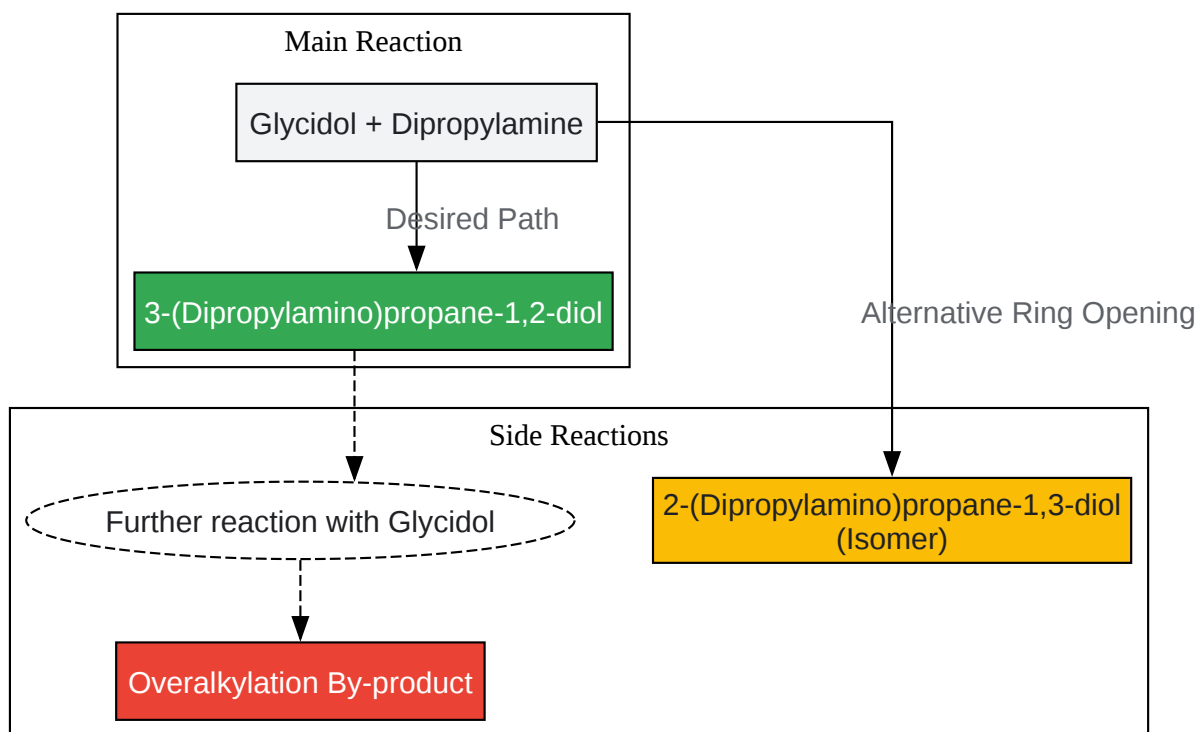 Main Reaction
Glycidol + Dipropylamine
Desired Path
3-(Dipropylamino)propane-1,2-diol
Alternative Ring Opening
Side Reactions
Further reaction with Glycidol
2-(Dipropylamino)propane-1,3-diol
(Isomer)
Overalkylation By-product